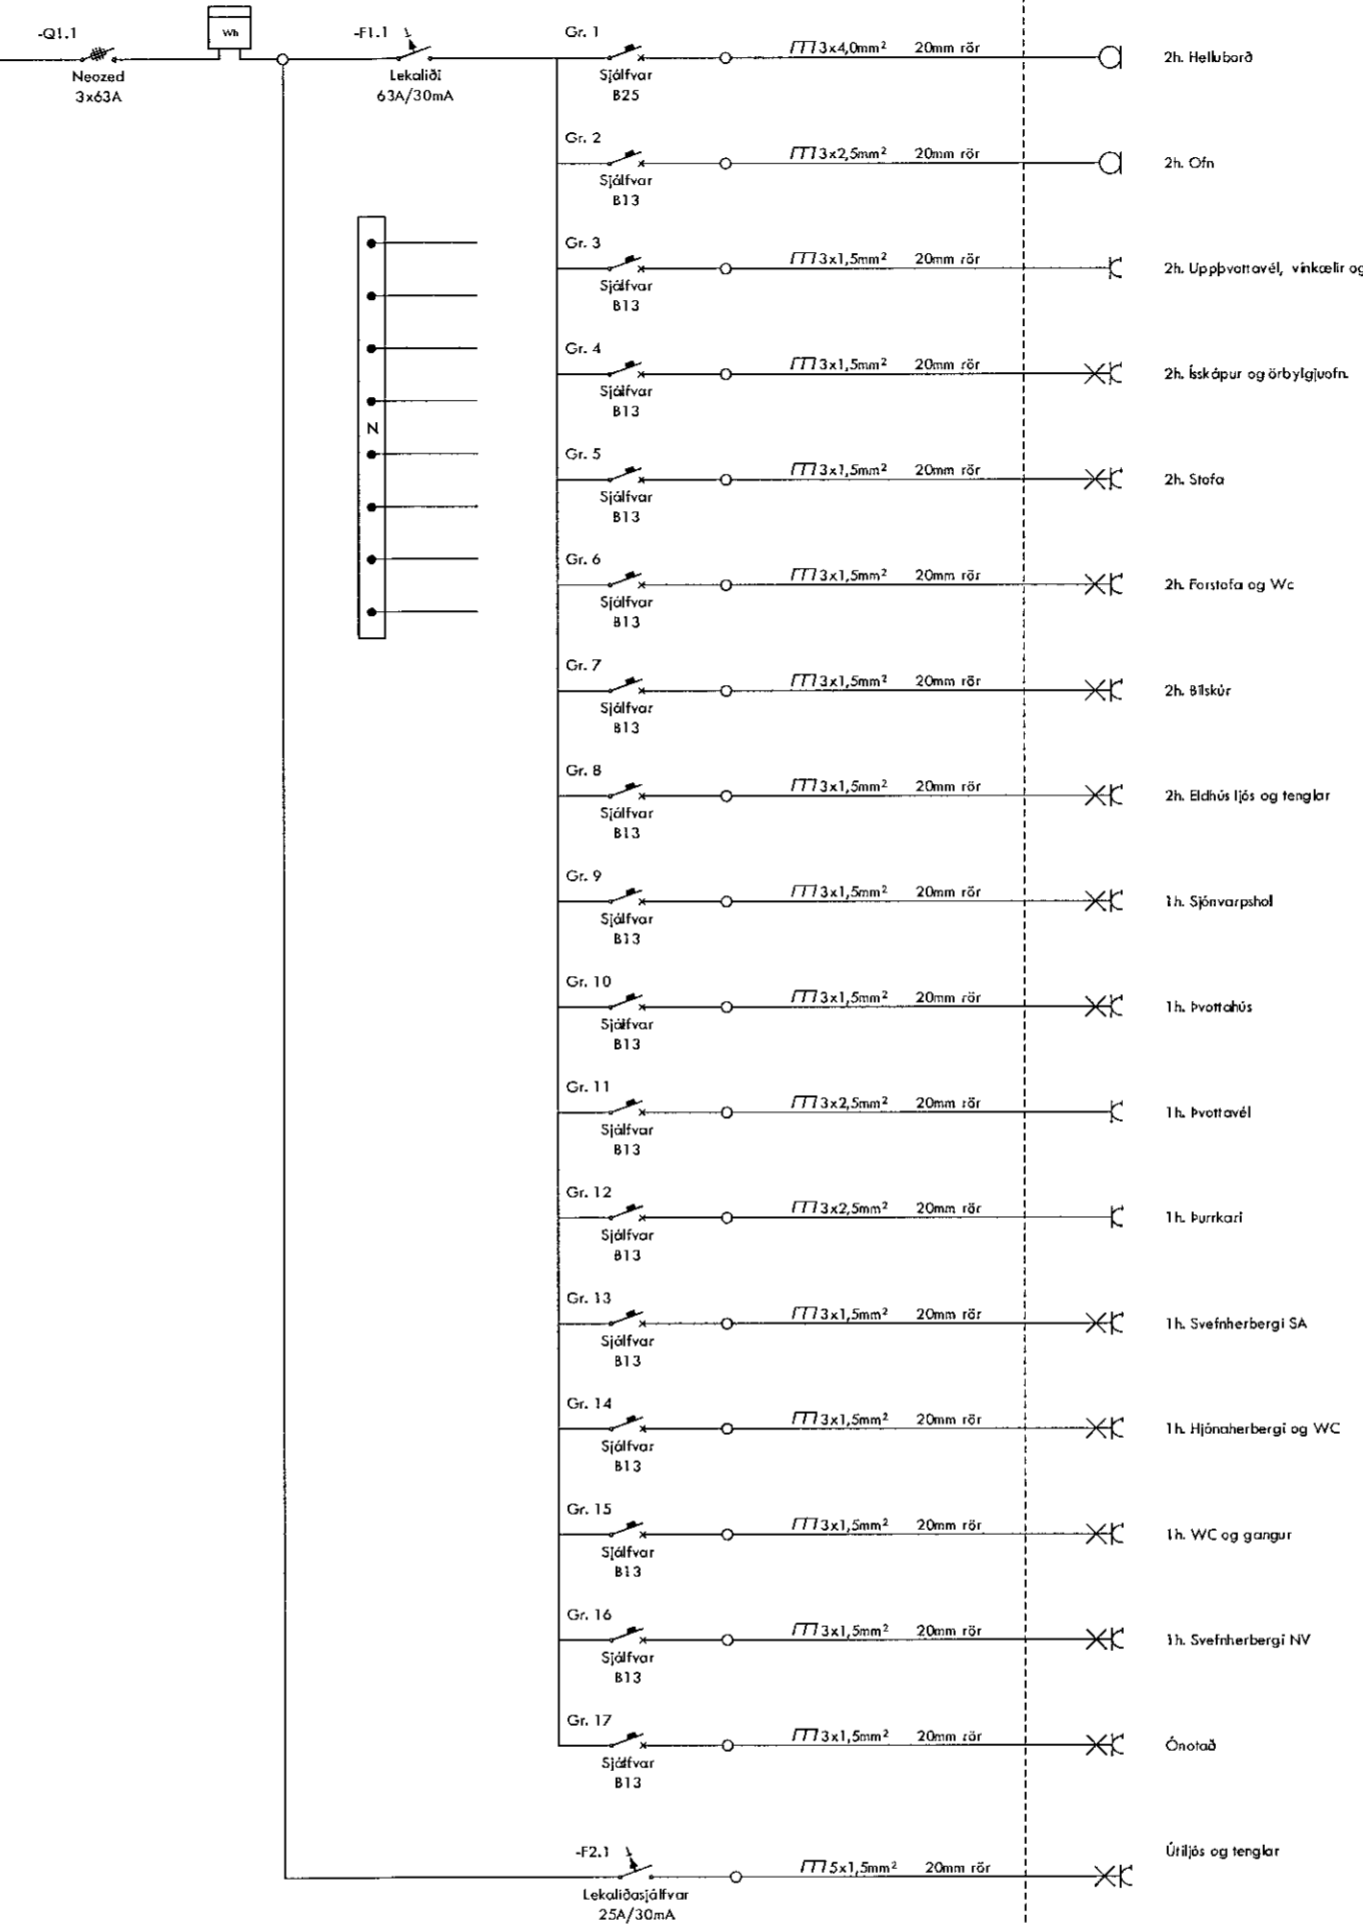 -Q1.1
Neozed
3x63A
Wh
-F1.1
Lekaliði
63A/30mA
N
Gr. 1
Sjálfvar
B25
3x4,0mm² 20mm rör
2h. Helluborð
Gr. 2
Sjálfvar
B13
3x2,5mm² 20mm rör
2h. Ofn
Gr. 3
Sjálfvar
B13
3x1,5mm² 20mm rör
2h. Uppþvottavél, vínkælir og
Gr. 4
Sjálfvar
B13
3x1,5mm² 20mm rör
2h. Ísskápur og örbylgjuofn.
Gr. 5
Sjálfvar
B13
3x1,5mm² 20mm rör
2h. Stofa
Gr. 6
Sjálfvar
B13
3x1,5mm² 20mm rör
2h. Forstofa og Wc
Gr. 7
Sjálfvar
B13
3x1,5mm² 20mm rör
2h. Bílskúr
Gr. 8
Sjálfvar
B13
3x1,5mm² 20mm rör
2h. Eldhús ljós og tenglar
Gr. 9
Sjálfvar
B13
3x1,5mm² 20mm rör
1h. Sjónvarpshol
Gr. 10
Sjálfvar
B13
3x1,5mm² 20mm rör
1h. Þvottahús
Gr. 11
Sjálfvar
B13
3x2,5mm² 20mm rör
1h. Þvottavél
Gr. 12
Sjálfvar
B13
3x2,5mm² 20mm rör
1h. Þurrkari
Gr. 13
Sjálfvar
B13
3x1,5mm² 20mm rör
1h. Svefnherbergi SA
Gr. 14
Sjálfvar
B13
3x1,5mm² 20mm rör
1h. Hjónaherbergi og WC
Gr. 15
Sjálfvar
B13
3x1,5mm² 20mm rör
1h. WC og gangur
Gr. 16
Sjálfvar
B13
3x1,5mm² 20mm rör
1h. Svefnherbergi NV
Gr. 17
Sjálfvar
B13
3x1,5mm² 20mm rör
Ónotað
-F2.1
Lekaliðasjálfvar
25A/30mA
5x1,5mm² 20mm rör
Útiljós og tenglar